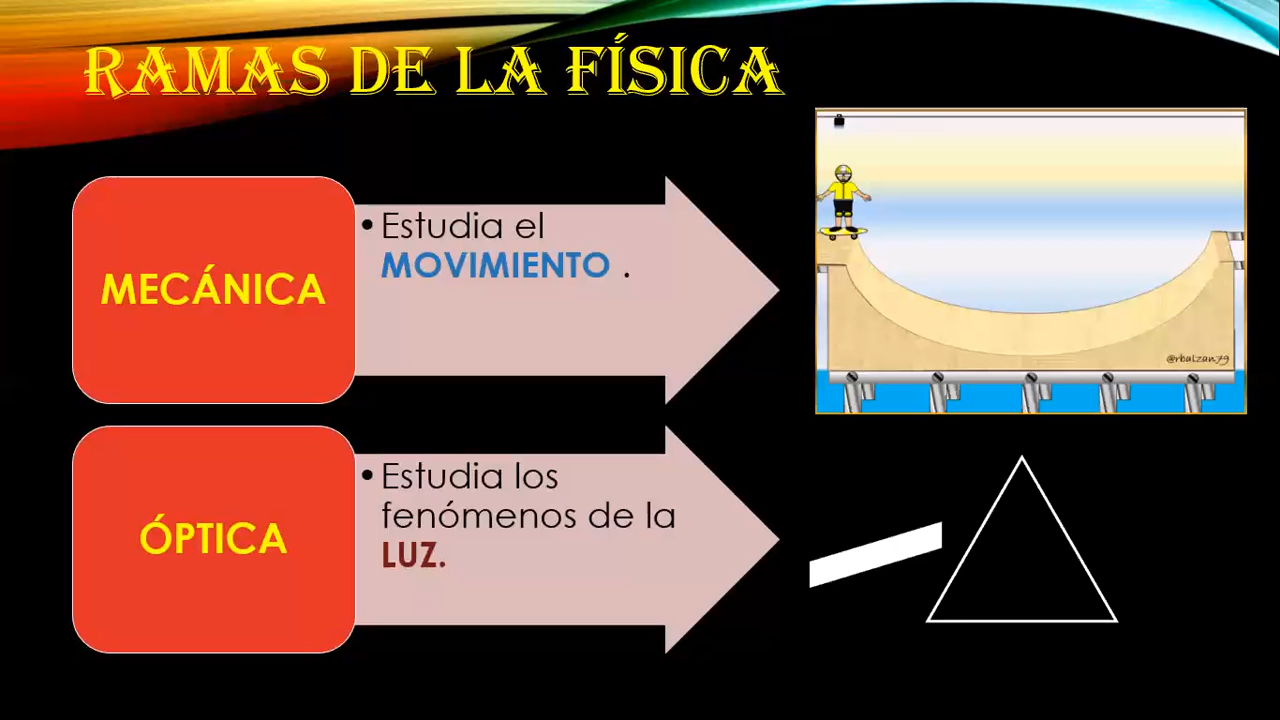 RAMAS DE LA FÍSICA
MECÁNICA
• Estudia el
MOVIMIENTO .
@rbalzan79
ÓPTICA
• Estudia los
fenómenos de la
LUZ.